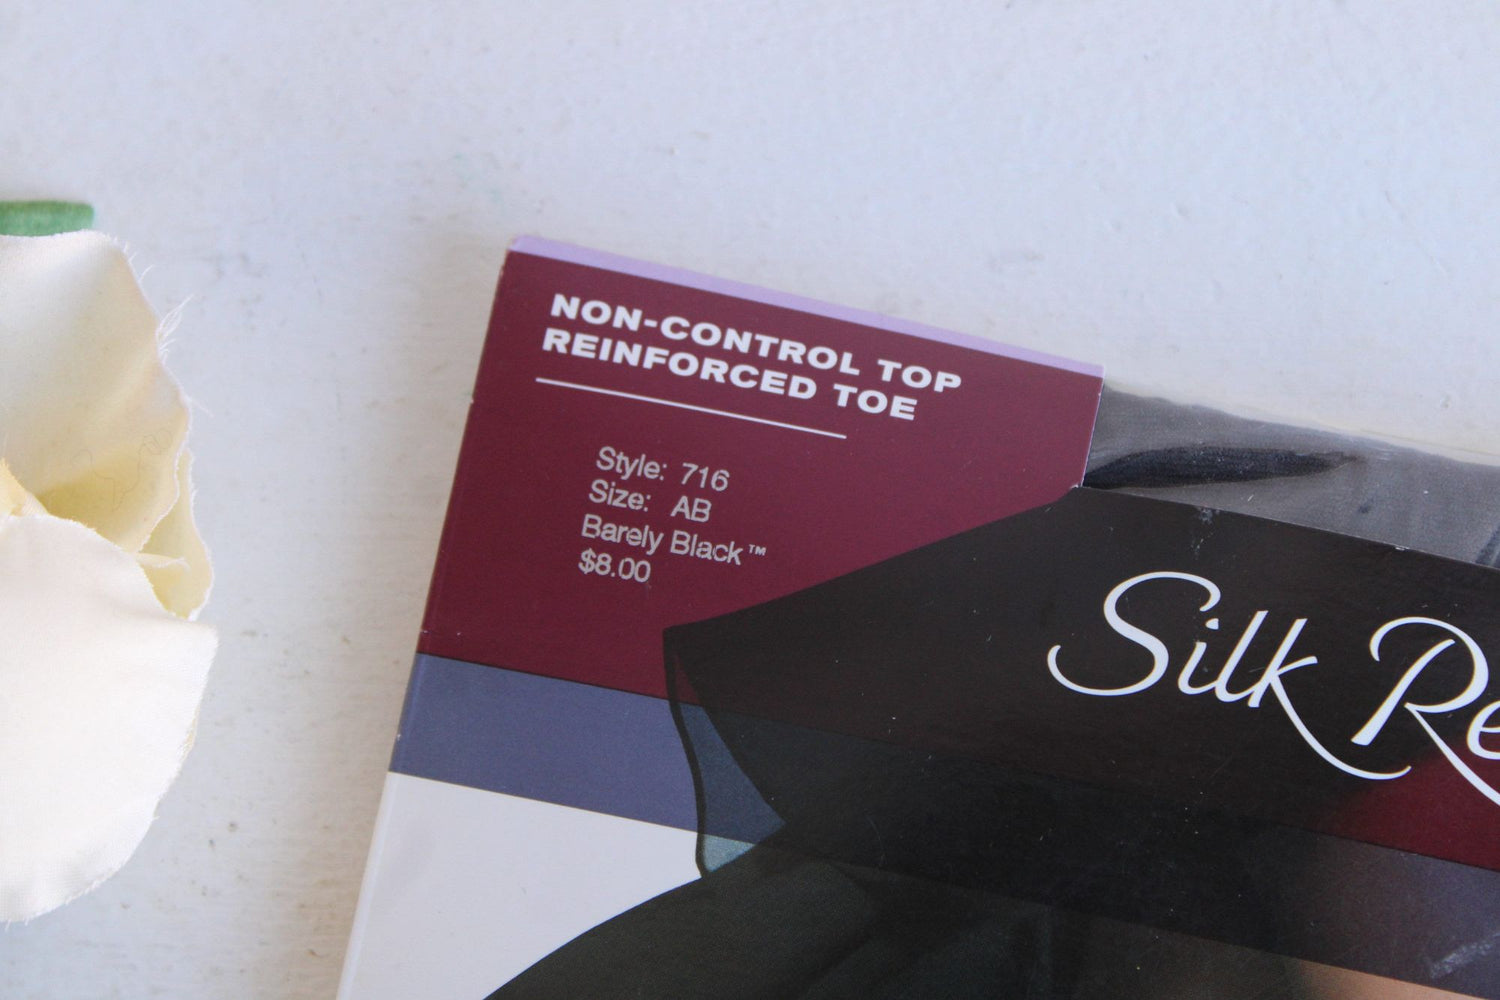 NON-CONTROL TOP
REINFORCED TOE
Style: 716
Size: AB
Barely Black™
$8.00
Silk Re